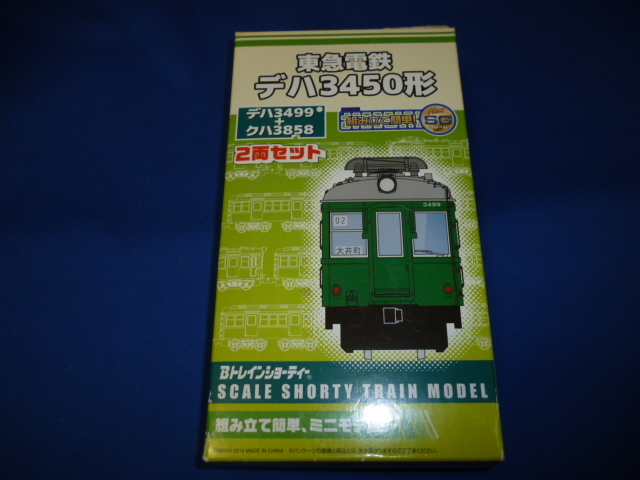 東急電鉄
デハ3450形
デハ3499
+
クハ3858
組み立て簡単!
SG
2両セット
3499
02
大井町
Bトレインショーティー
SCALE SHORTY TRAIN MODEL
組み立て簡単、ミニモデ
MADE IN CHINA